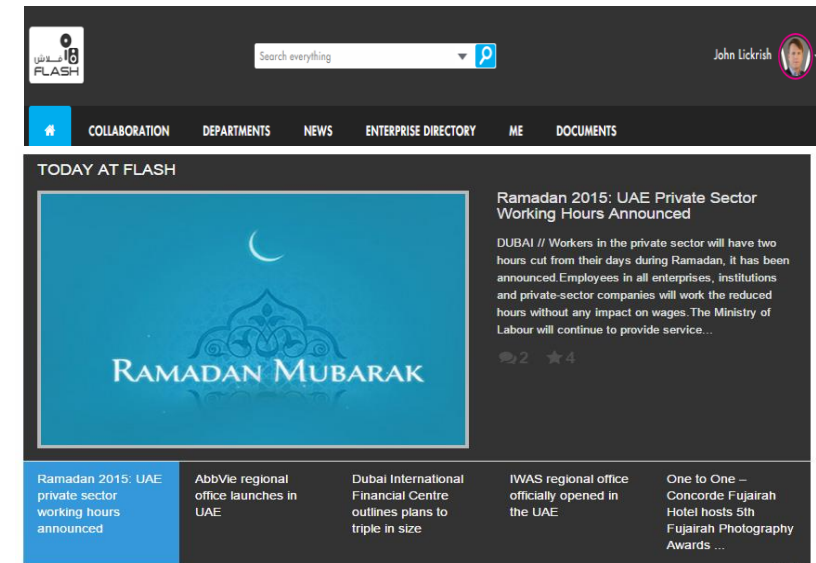 فلاش
FLASH
Search everything
John Lickrish
COLLABORATION DEPARTMENTS NEWS ENTERPRISE DIRECTORY ME DOCUMENTS
TODAY AT FLASH
RAMADAN MUBARAK
Ramadan 2015: UAE Private Sector
Working Hours Announced
DUBAI // Workers in the private sector will have two
hours cut from their days during Ramadan, it has been
announced.Employees in all enterprises, institutions
and private-sector companies will work the reduced
hours without any impact on wages.The Ministry of
Labour will continue to provide service...
2 4
Ramadan 2015: UAE
private sector
working hours
announced
AbbVie regional
office launches in
UAE
Dubai International
Financial Centre
outlines plans to
triple in size
IWAS regional office
officially opened in
the UAE
One to One –
Concorde Fujairah
Hotel hosts 5th
Fujairah Photography
Awards ...